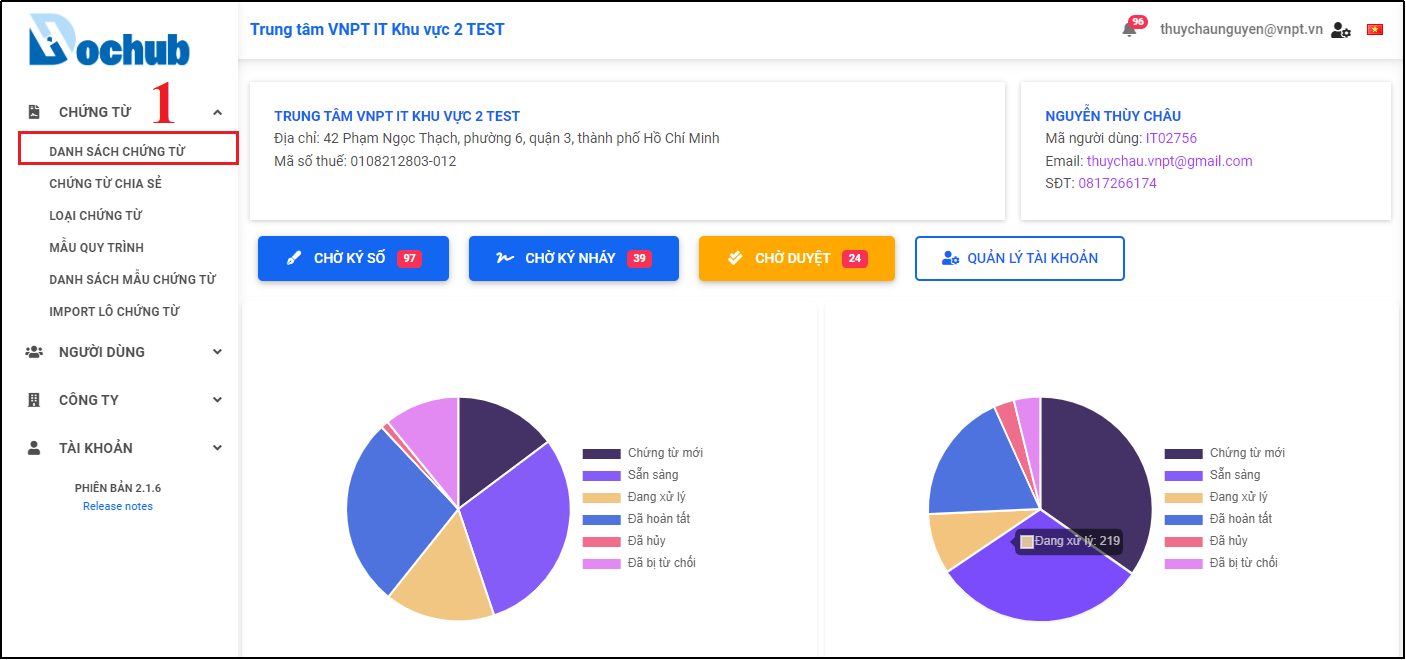 Dochub
Trung tâm VNPT IT Khu vực 2 TEST
96
thuychaunguyen@vnpt.vn
CHỨNG TỪ
1
DANH SÁCH CHỨNG TỪ
CHỨNG TỪ CHIA SẺ
LOẠI CHỨNG TỪ
MẪU QUY TRÌNH
DANH SÁCH MẪU CHỨNG TỪ
IMPORT LÔ CHỨNG TỪ
NGƯỜI DÙNG
CÔNG TY
TÀI KHOẢN
PHIÊN BẢN 2.1.6
Release notes
TRUNG TÂM VNPT IT KHU VỰC 2 TEST
Địa chỉ: 42 Phạm Ngọc Thạch, phường 6, quận 3, thành phố Hồ Chí Minh
Mã số thuế: 0108212803-012
NGUYỄN THÙY CHÂU
Mã người dùng: IT02756
Email: thuychau.vnpt@gmail.com
SĐT: 0817266174
CHỜ KÝ SỐ 97
CHỜ KÝ NHÁY 39
CHỜ DUYỆT 24
QUẢN LÝ TÀI KHOẢN
Chứng từ mới
Sẵn sàng
Đang xử lý
Đã hoàn tất
Đã hủy
Đã bị từ chối
Đang xử lý: 219
Chứng từ mới
Sẵn sàng
Đang xử lý
Đã hoàn tất
Đã hủy
Đã bị từ chối